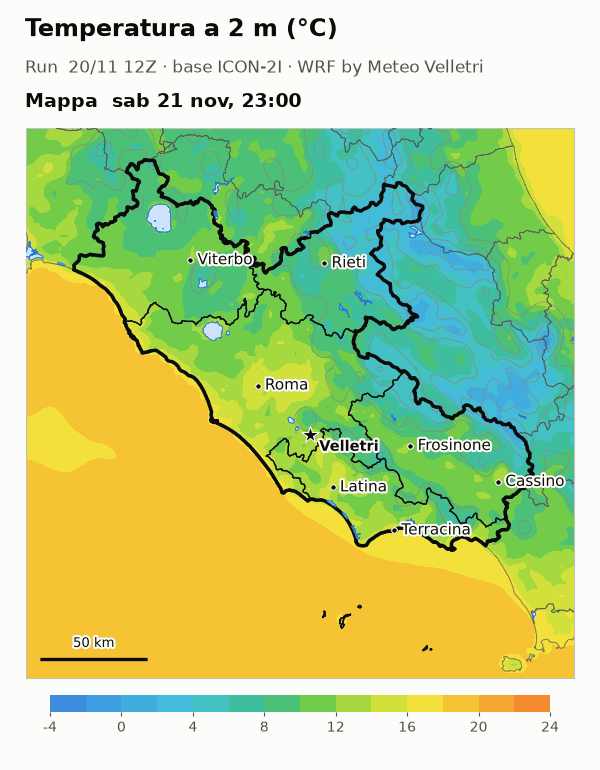 Temperatura a 2 m (°C)
Run  20/11 12Z · base ICON-2I · WRF by Meteo Velletri
Mappa  sab 21 nov, 23:00
Viterbo
Rieti
Roma
Velletri
Frosinone
Cassino
Latina
Terracina
50 km
-4 0 4 8 12 16 20 24